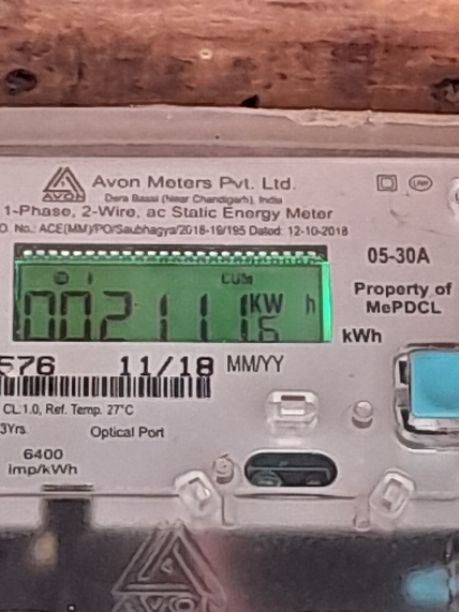 AVON
Avon Meters Pvt. Ltd.
Dera Bassi (Near Chandigarh), India
1-Phase, 2-Wire, ac Static Energy Meter
O. No.: ACE(MM)/PO/Saubhagya/2018-19/195 Dated: 12-10-2018
05-30A
Property of
MePDCL
CUM
002111.6 KW h
kWh
576 11/18 MM/YY
CL:1.0, Ref. Temp. 27°C
3Yrs. Optical Port
6400
imp/kWh
AVON